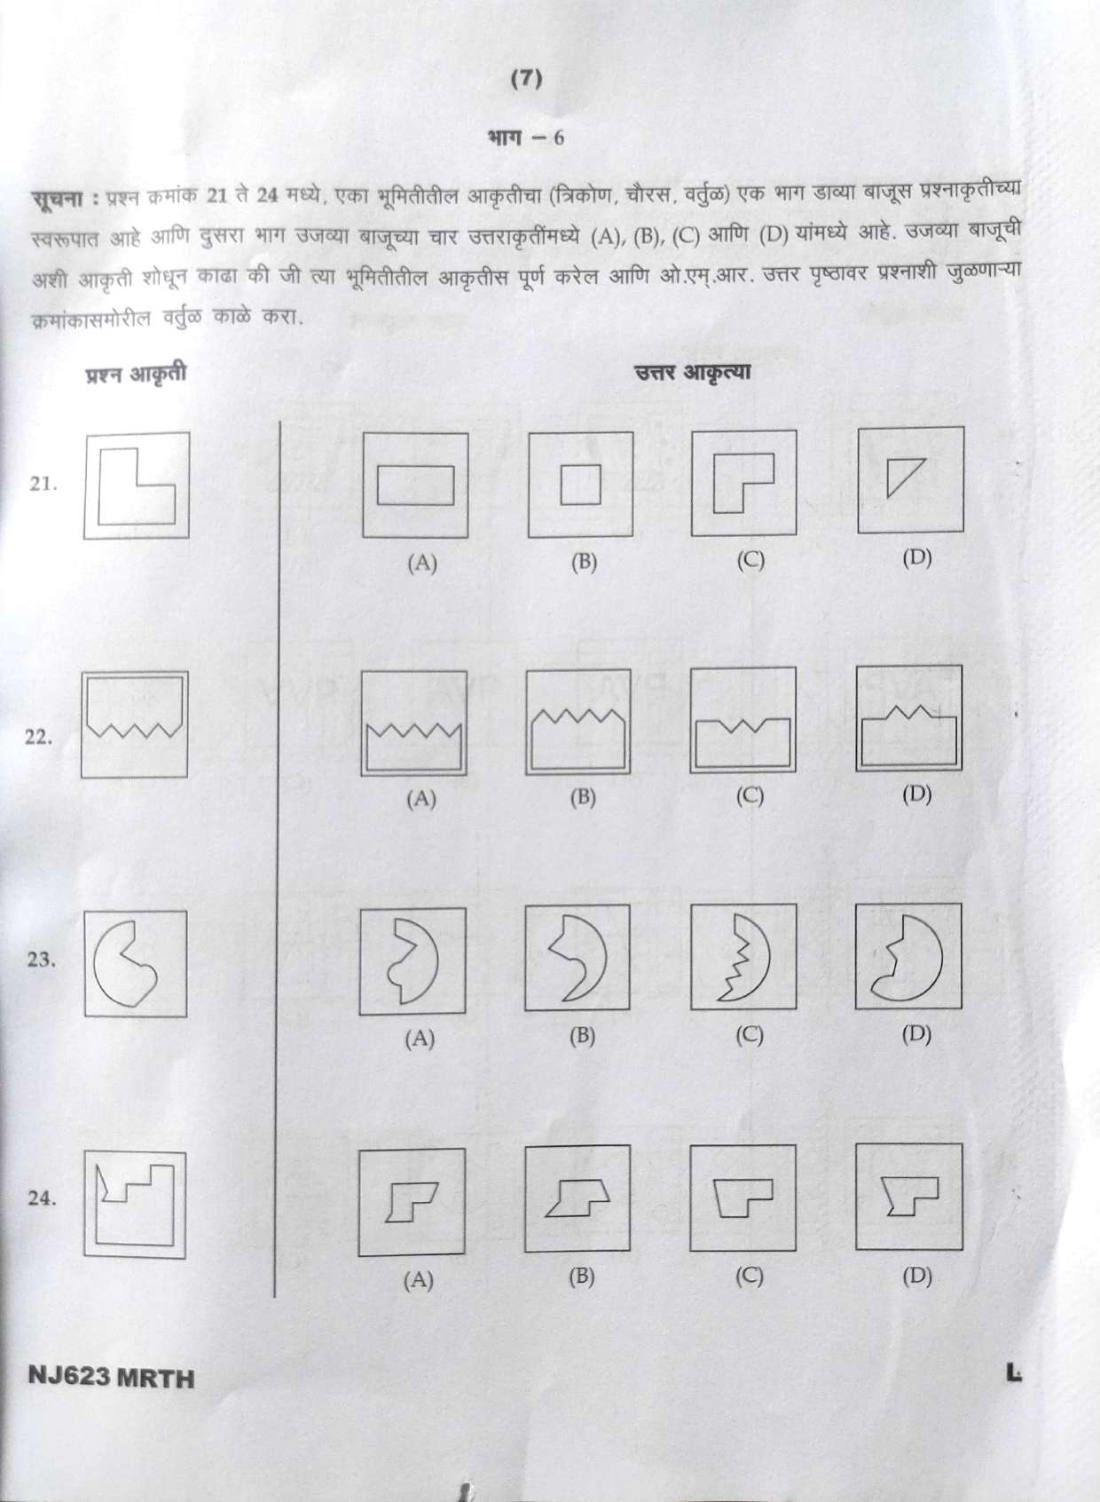 (7)
भाग – 6
सूचना : प्रश्न क्रमांक 21 ते 24 मध्ये, एका भूमितीतील आकृतीचा (त्रिकोण, चौरस, वर्तुळ) एक भाग डाव्या बाजूस प्रश्नाकृतीच्या
स्वरूपात आहे आणि दुसरा भाग उजव्या बाजूच्या चार उत्तराकृतींमध्ये (A), (B), (C) आणि (D) यांमध्ये आहे. उजव्या बाजूची
अशी आकृती शोधून काढा की जी त्या भूमितीतील आकृतीस पूर्ण करेल आणि ओ.एम्.आर. उत्तर पृष्ठावर प्रश्नाशी जुळणाऱ्या
क्रमांकासमोरील वर्तुळ काळे करा.
प्रश्न आकृती उत्तर आकृत्या
21.
(A) (B) (C) (D)
22.
(A) (B) (C) (D)
23.
(A) (B) (C) (D)
24.
(A) (B) (C) (D)
NJ623 MRTH L